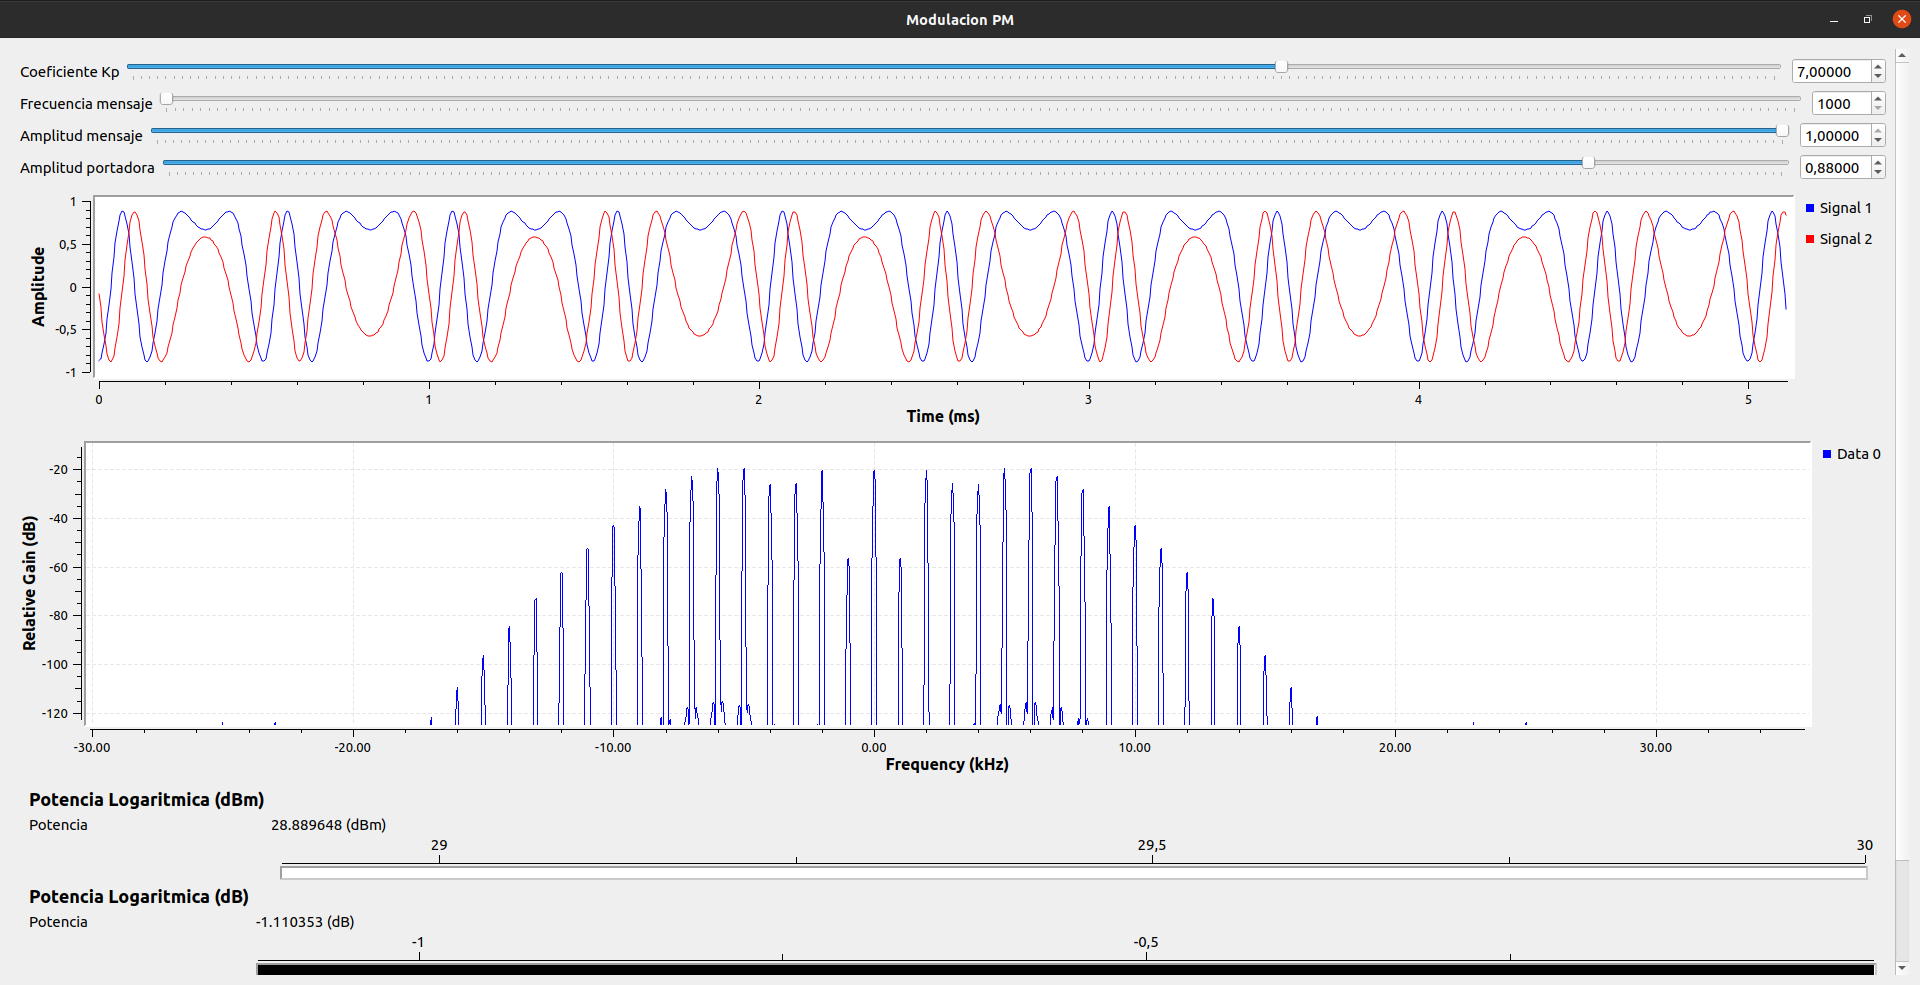 Modulacion PM
Coeficiente Kp 7,00000
Frecuencia mensaje 1000
Amplitud mensaje 1,00000
Amplitud portadora 0,88000
1
0,5
0
-0,5
-1
Amplitude
0 1 2 3 4 5
Time (ms)
Signal 1
Signal 2
-20
-40
-60
-80
-100
-120
Relative Gain (dB)
-30.00 -20.00 -10.00 0.00 10.00 20.00 30.00
Frequency (kHz)
Data 0
Potencia Logaritmica (dBm)
Potencia 28.889648 (dBm)
29 29,5 30
Potencia Logaritmica (dB)
Potencia -1.110353 (dB)
-1 -0,5